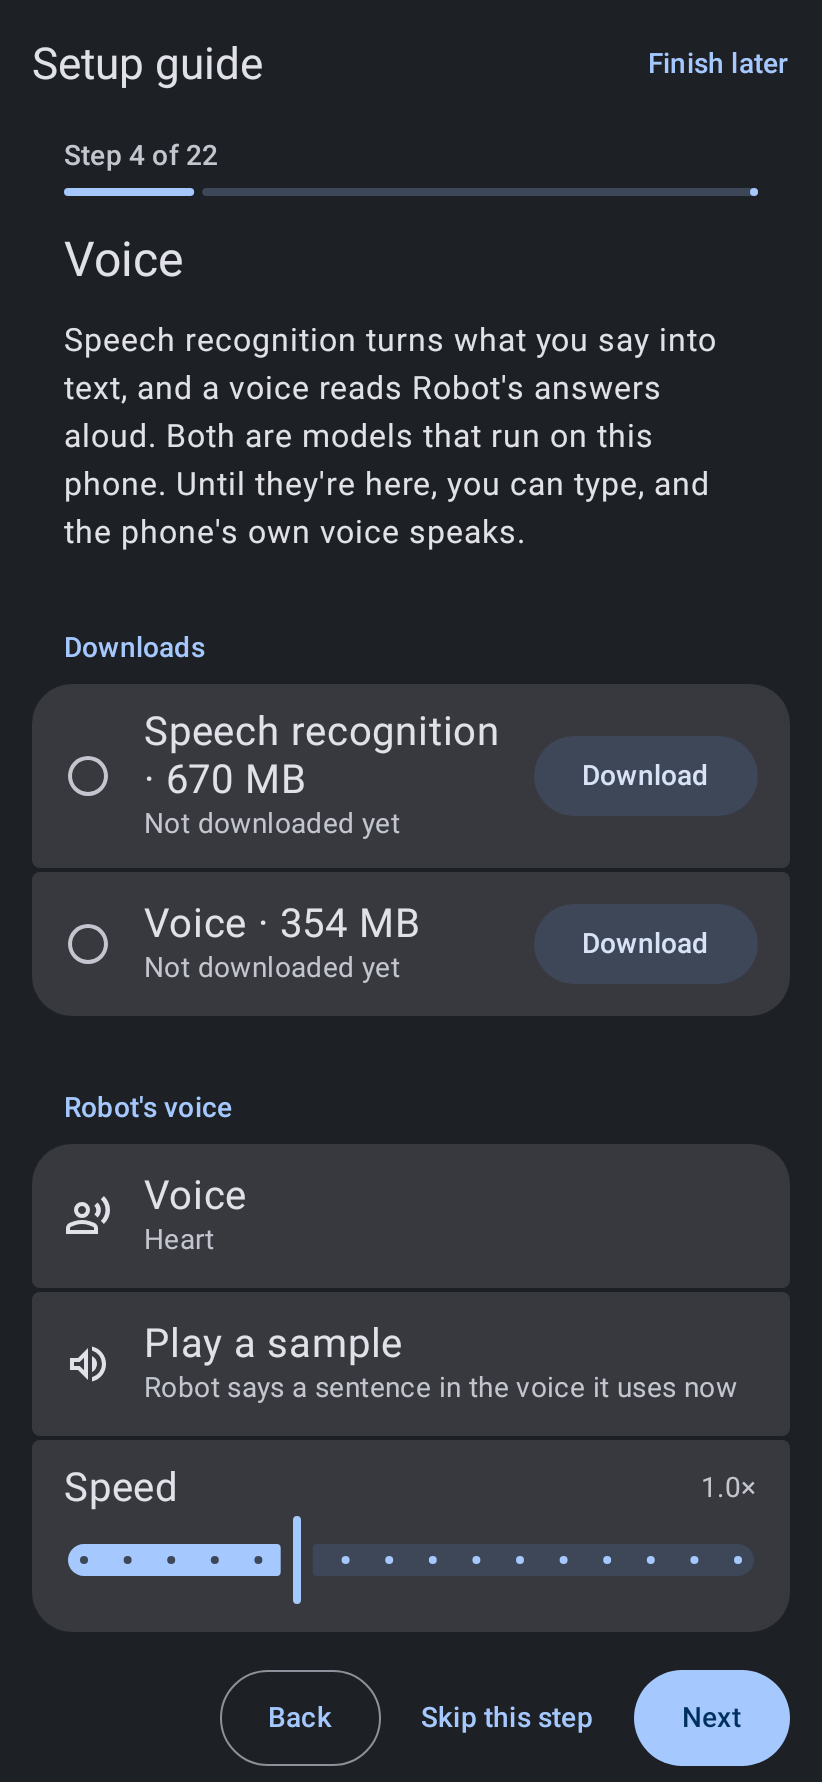 Setup guide
Finish later
Step 4 of 22
Voice
Speech recognition turns what you say into
text, and a voice reads Robot's answers
aloud. Both are models that run on this
phone. Until they're here, you can type, and
the phone's own voice speaks.
Downloads
Speech recognition
· 670 MB
Not downloaded yet
Download
Voice · 354 MB
Not downloaded yet
Download
Robot's voice
Voice
Heart
Play a sample
Robot says a sentence in the voice it uses now
Speed
1.0×
Back
Skip this step
Next